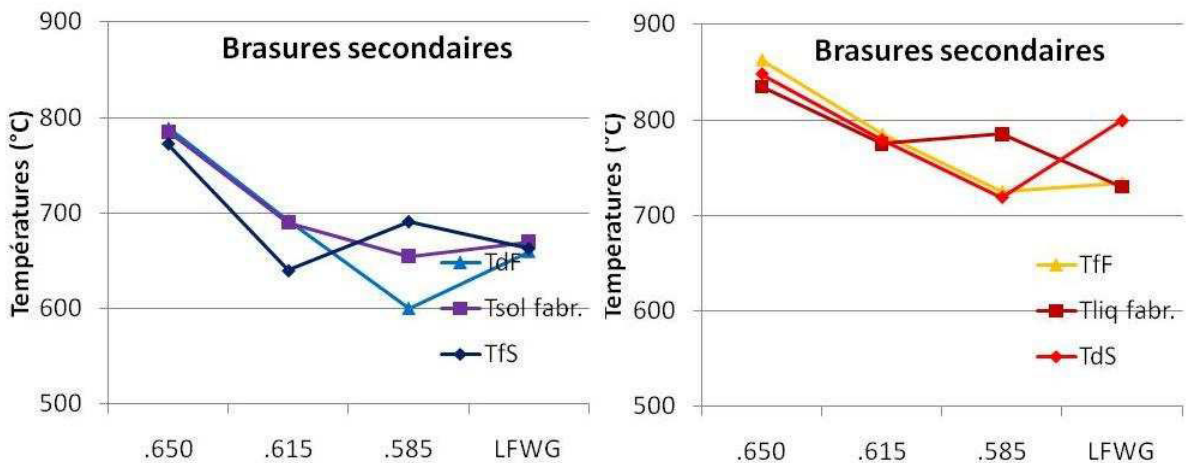 Brasures secondaires
Températures (°C)
900
800
700
600
500
TdF
Tsol fabr.
TfS
.650
.615
.585
LFWG
Brasures secondaires
Temperatures (°C)
900
800
700
600
500
TfF
Tliq fabr.
TdS
.650
.615
.585
LFWG